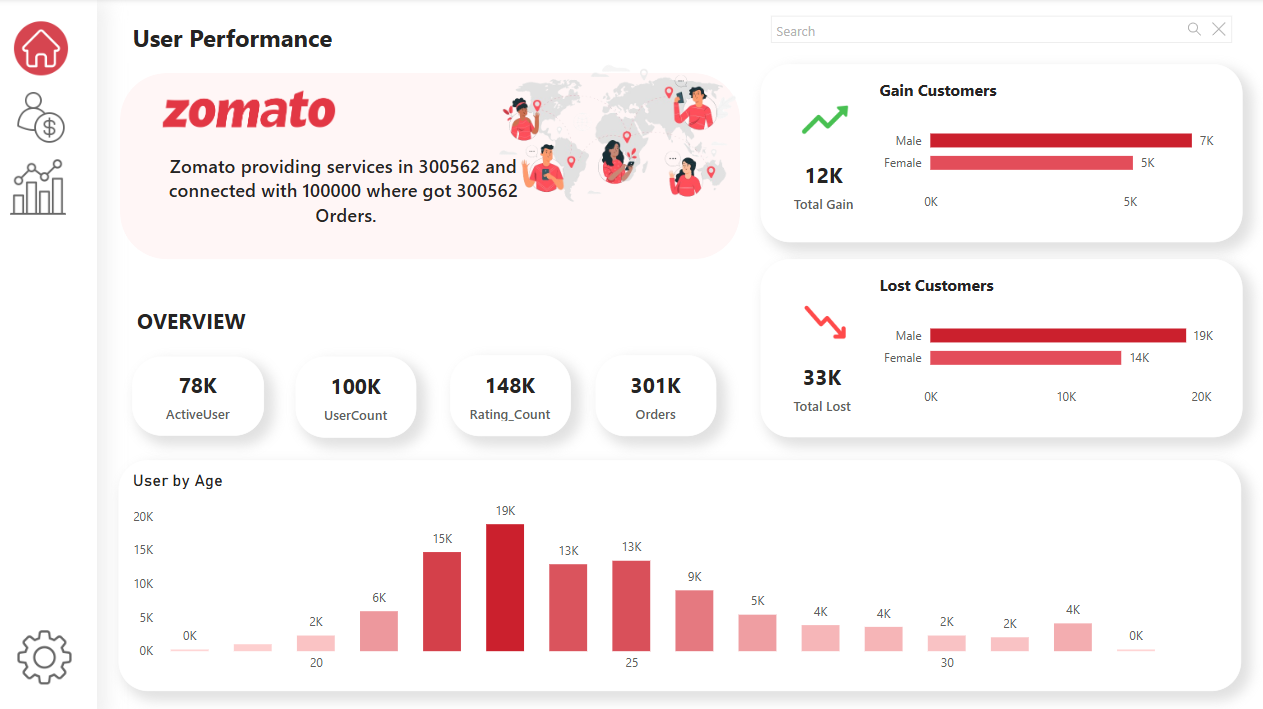 User Performance
Search
zomato
Zomato providing services in 300562 and
connected with 100000 where got 300562
Orders.
Gain Customers
12K
Total Gain
Male 7K
Female 5K
0K 5K
Lost Customers
33K
Total Lost
Male 19K
Female 14K
0K 10K 20K
OVERVIEW
78K
ActiveUser
100K
UserCount
148K
Rating_Count
301K
Orders
User by Age
20K
15K
10K
5K
0K
0K 2K 6K 15K 19K 13K 13K 9K 5K 4K 4K 2K 2K 4K 0K
20 25 30